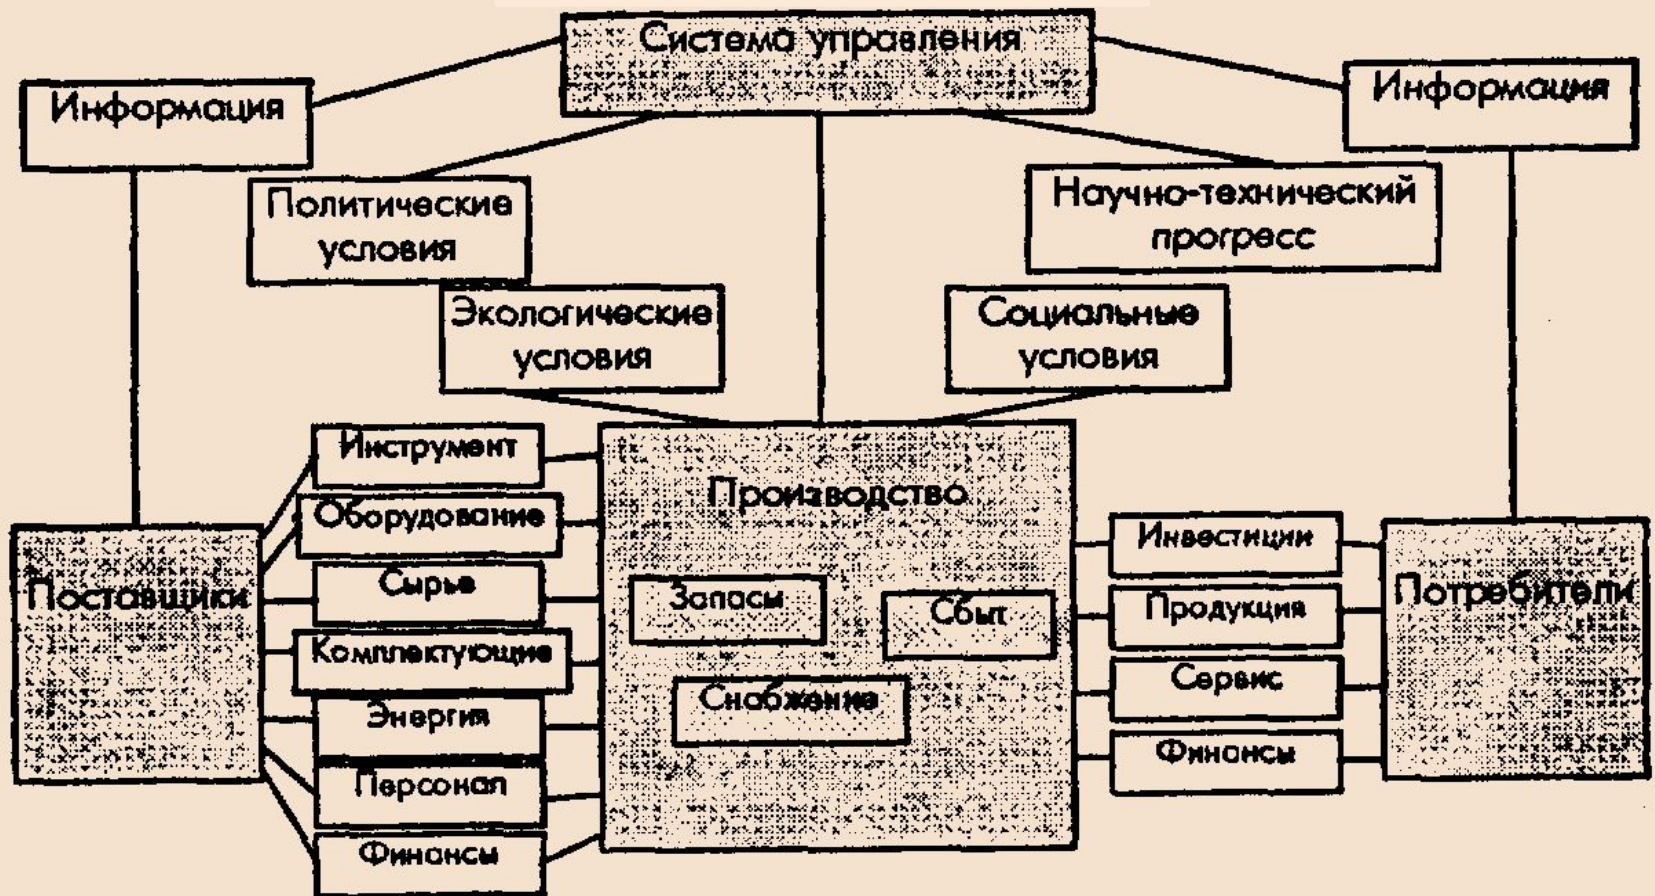 Система управления
Информация
Информация
Политические
условия
Научно-технический
прогресс
Экологические
условия
Социальные
условия
Инструмент
Оборудование
Сырье
Комплектующие
Энергия
Персонал
Финансы
Поставщики
Производство
Запасы
Сбыт
Снабжение
Инвестиции
Продукция
Сервис
Финансы
Потребители